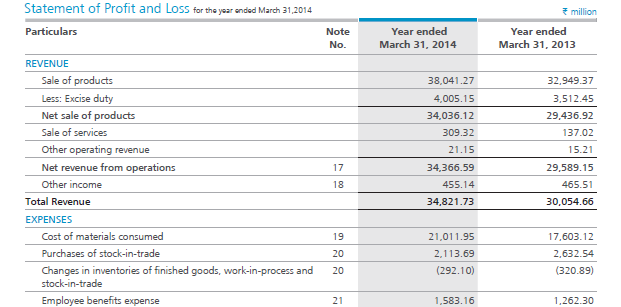 Statement of Profit and Loss for the year ended March 31,2014 ₹ million
Particulars Note No. Year ended March 31, 2014 Year ended March 31, 2013
REVENUE
Sale of products 38,041.27 32,949.37
Less: Excise duty 4,005.15 3,512.45
Net sale of products 34,036.12 29,436.92
Sale of services 309.32 137.02
Other operating revenue 21.15 15.21
Net revenue from operations 17 34,366.59 29,589.15
Other income 18 455.14 465.51
Total Revenue 34,821.73 30,054.66
EXPENSES
Cost of materials consumed 19 21,011.95 17,603.12
Purchases of stock-in-trade 20 2,113.69 2,632.54
Changes in inventories of finished goods, work-in-process and 20 (292.10) (320.89)
stock-in-trade
Employee benefits expense 21 1,583.16 1,262.30